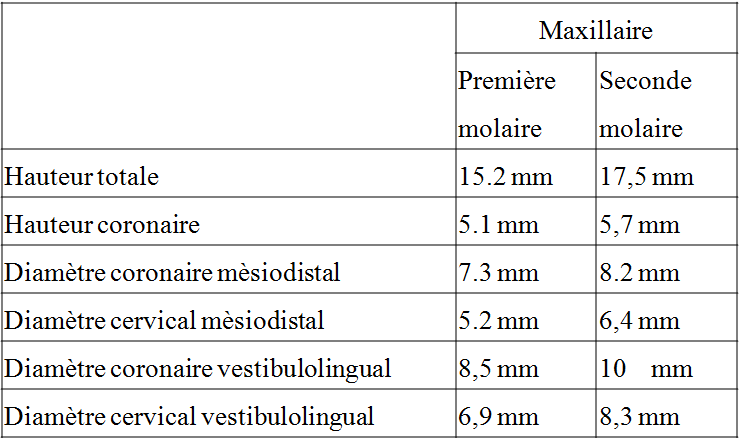 Maxillaire
Première Seconde
molaire molaire
Hauteur totale 15.2 mm 17,5 mm
Hauteur coronaire 5.1 mm 5,7 mm
Diamètre coronaire mèsiodistal 7.3 mm 8.2 mm
Diamètre cervical mèsiodistal 5.2 mm 6,4 mm
Diamètre coronaire vestibulolingual 8,5 mm 10 mm
Diamètre cervical vestibulolingual 6,9 mm 8,3 mm